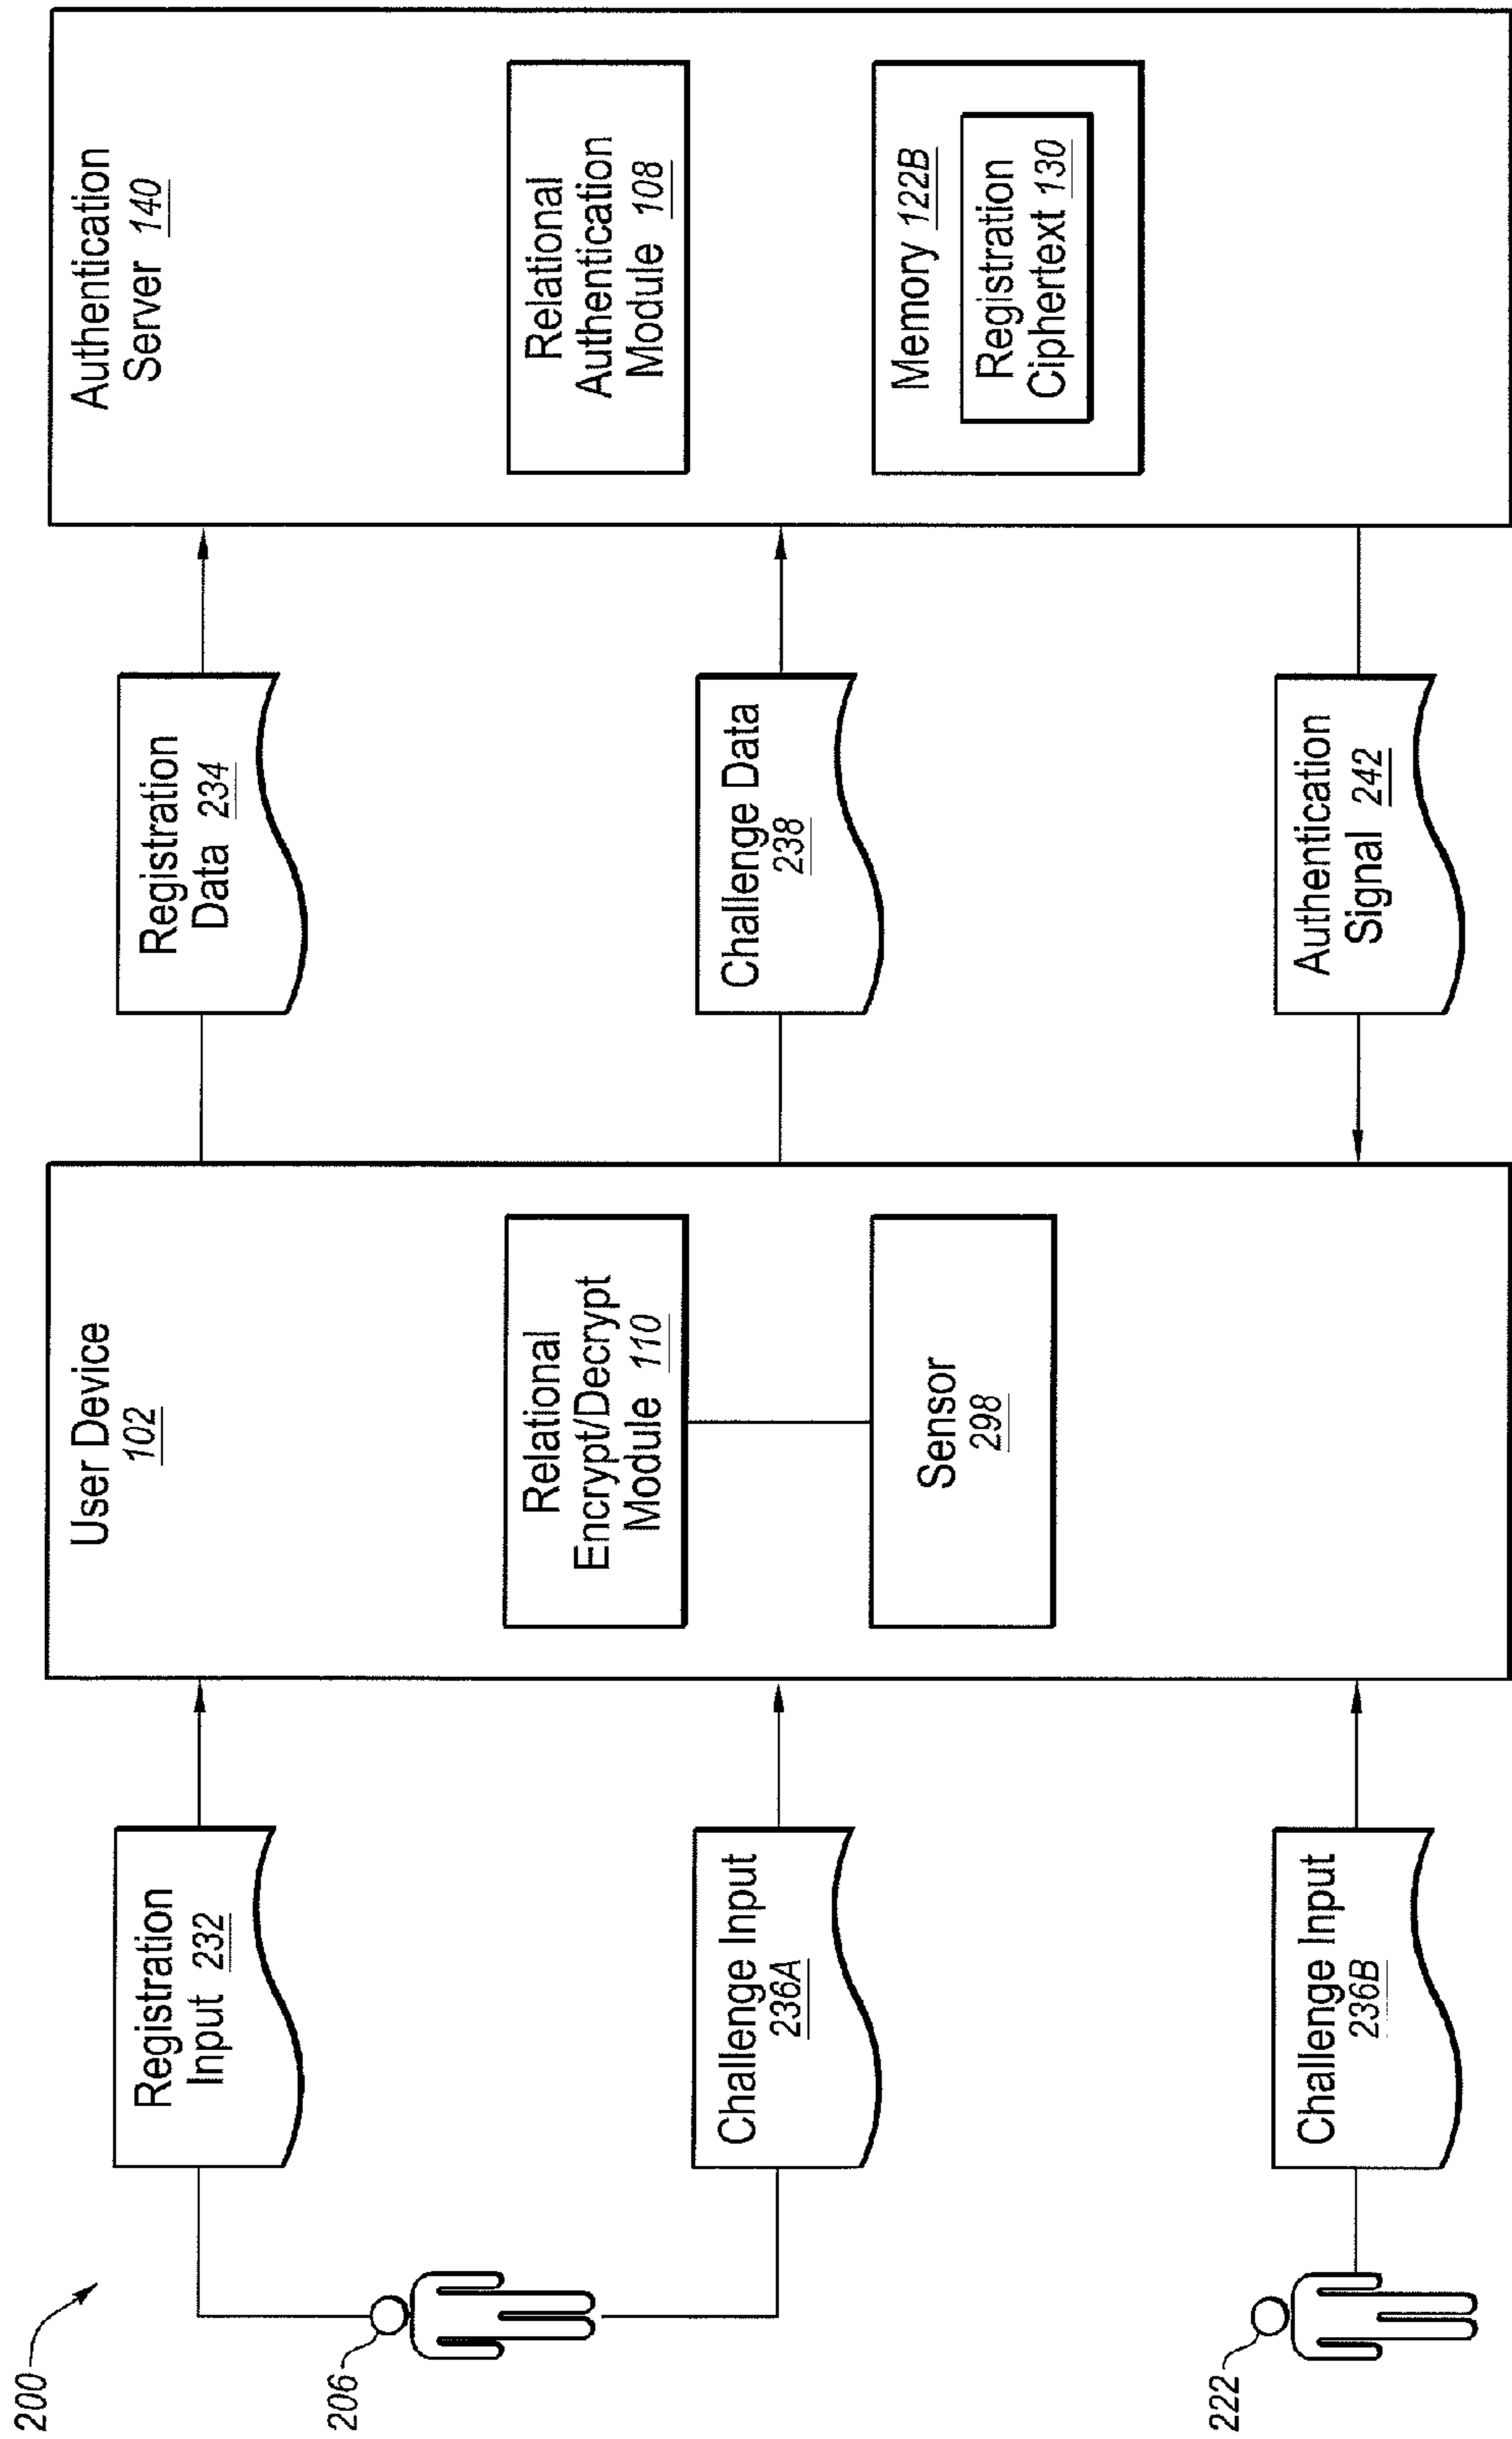 200
206
222
Registration
Input 232
Challenge Input
236A
Challenge Input
236B
User Device
102
Relational
Encrypt/Decrypt
Module 110
Sensor
298
Registration
Data 234
Challenge Data
238
Authentication
Signal 242
Authentication
Server 140
Relational
Authentication
Module 108
Memory 122B
Registration
Ciphertext 130